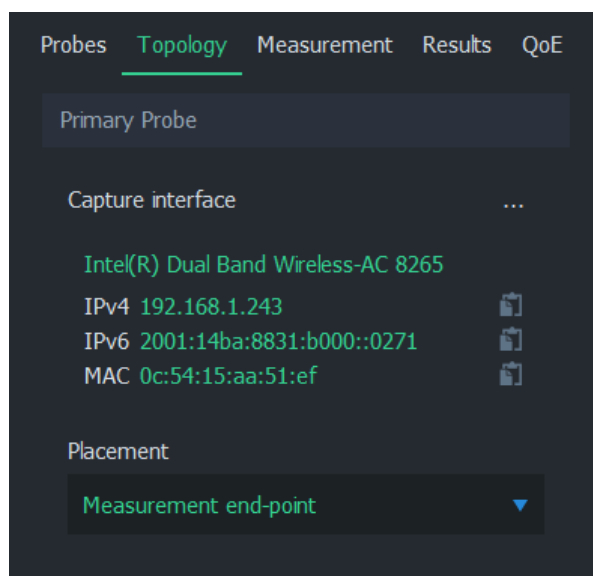 Probes Topology Measurement Results QoE
Primary Probe
Capture interface ...
Intel(R) Dual Band Wireless-AC 8265
IPv4 192.168.1.243
IPv6 2001:14ba:8831:b000::0271
MAC 0c:54:15:aa:51:ef
Placement
Measurement end-point